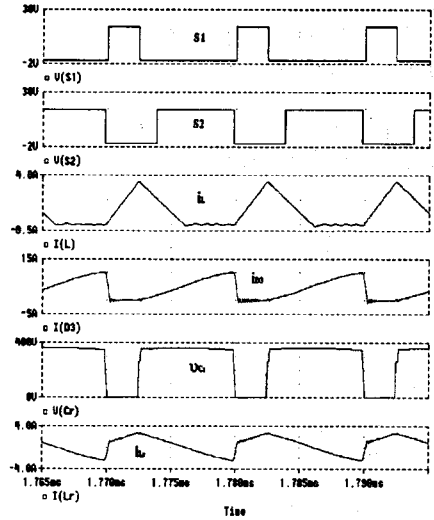 30V
S1
-2V
▫ V(S1)
30V
S2
-2V
▫ V(S2)
4.0A
iL
-0.5A
▫ I(L)
15A
-5A
▫ I(D3)
400V
0V
▫ V(Cr)
4.0A
iLr
-4.0A
1.765ms 1.770ms 1.775ms 1.780ms 1.785ms 1.790ms
▫ I(Lr)
Time